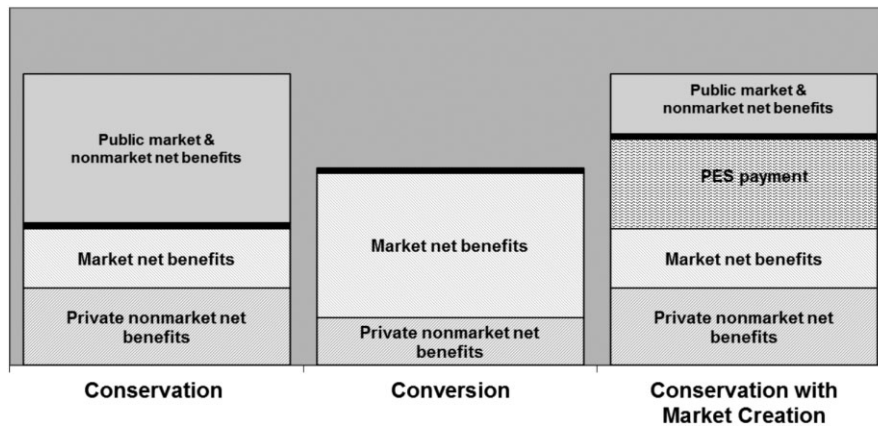 Public market &
nonmarket net benefits
Market net benefits
Private nonmarket net
benefits
Conservation
Market net benefits
Private nonmarket net
benefits
Conversion
Public market &
nonmarket net benefits
PES payment
Market net benefits
Private nonmarket net
benefits
Conservation with
Market Creation